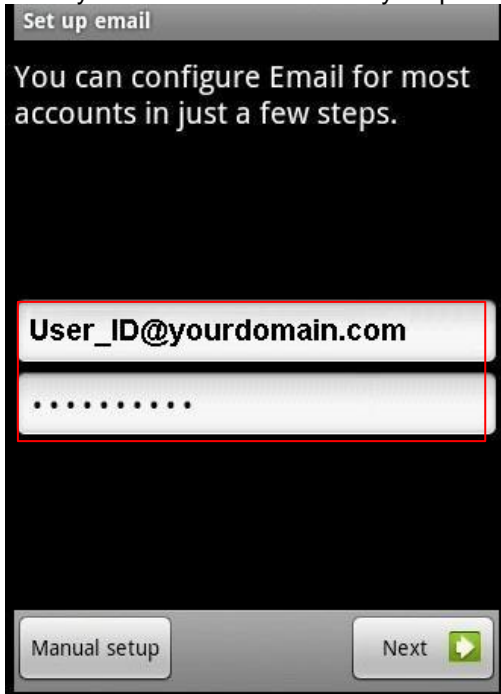 Set up email
You can configure Email for most
accounts in just a few steps.
User_ID@yourdomain.com
..........
Manual setup
Next